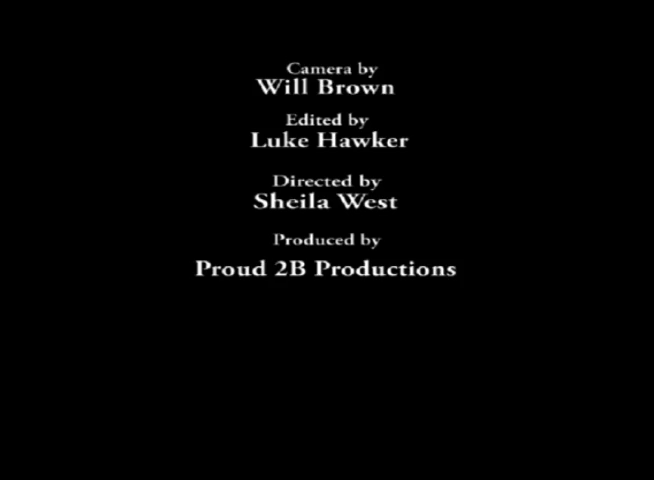 Camera by
Will Brown
Edited by
Luke Hawker
Directed by
Sheila West
Produced by
Proud 2B Productions